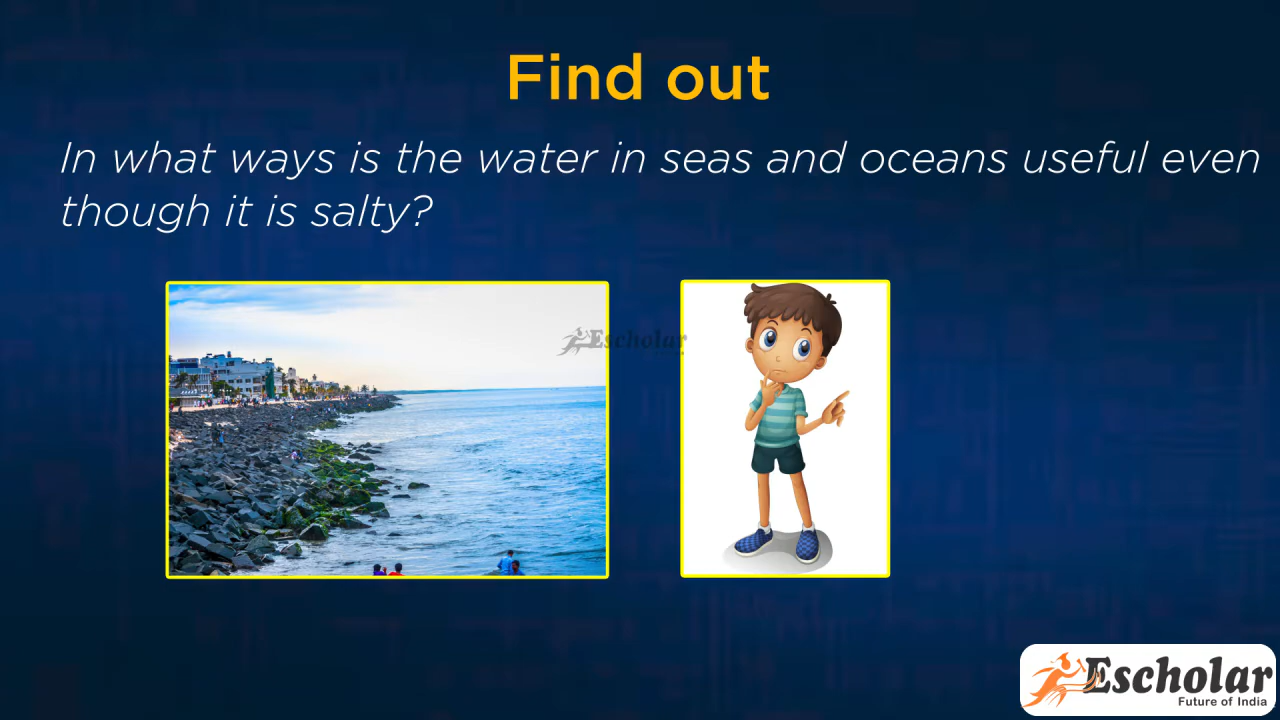 Find out
In what ways is the water in seas and oceans useful even
though it is salty?
Escholar
Escholar
Future of India